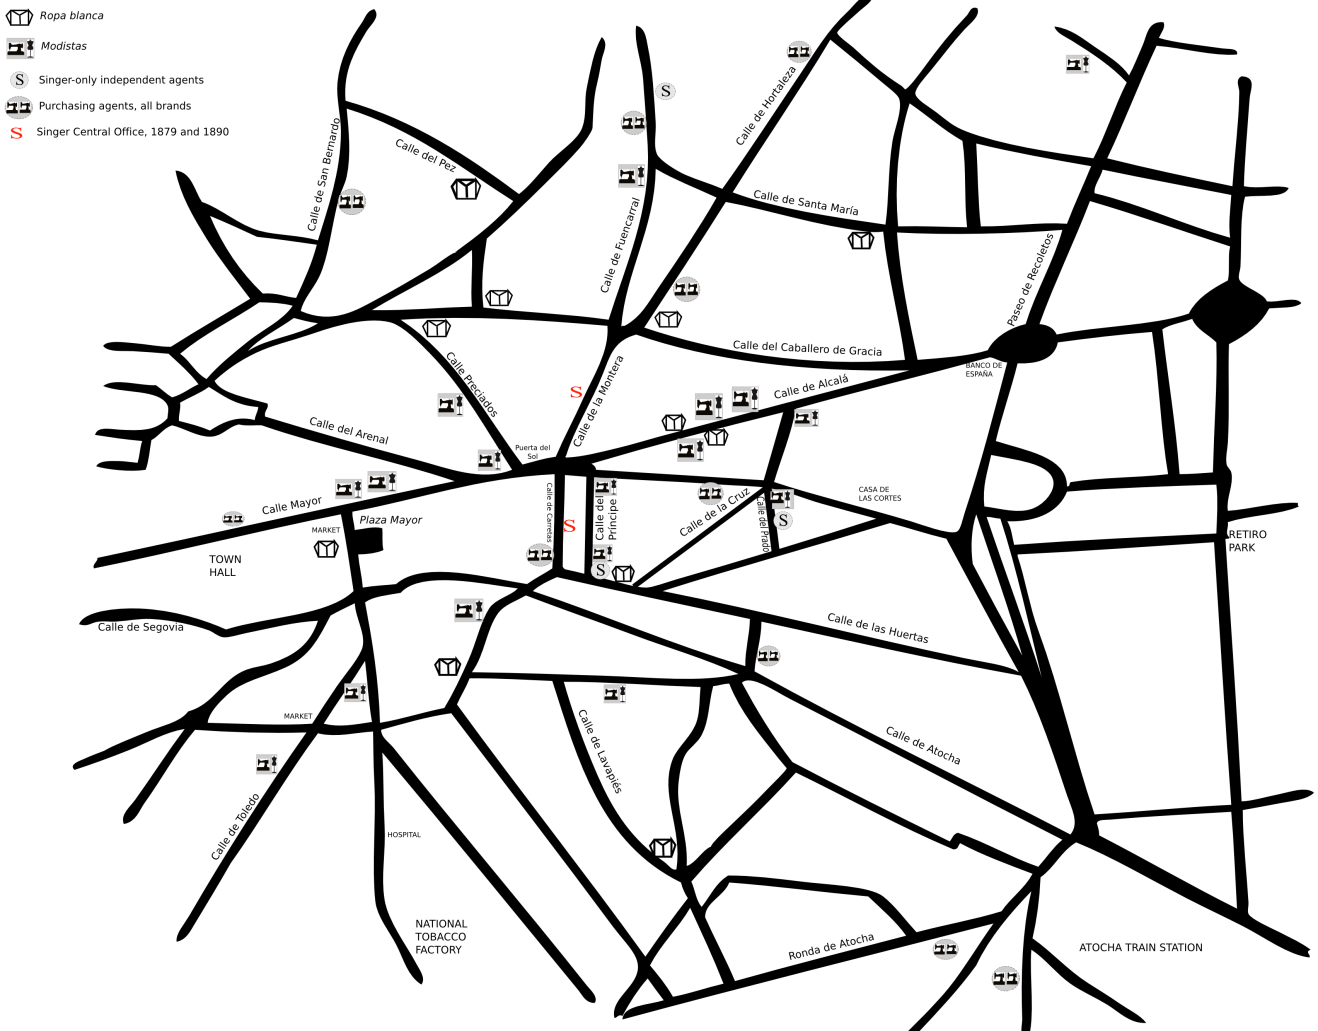 Ropa blanca
Modistas
S Singer-only independent agents
Purchasing agents, all brands
S Singer Central Office, 1879 and 1890
Calle de San Bernardo
Calle del Pez
Calle de Fuencarral
S
Calle de Hortaleza
Calle de Santa María
Paseo de Recoletos
Calle Preciados
S
Calle de la Montera
Calle del Caballero de Gracia
BANCO DE
ESPAÑA
Calle de Alcalá
Calle del Arenal
Puerta del
Sol
Calle Mayor
MARKET
Plaza Mayor
TOWN
HALL
Calle de Carretas
S
Calle del
Príncipe
S
Calle de la Cruz
Calle del Prado
S
CASA DE
LAS CORTES
RETIRO
PARK
Calle de Segovia
Calle de las Huertas
MARKET
Calle de Toledo
HOSPITAL
Calle de Lavapiés
Calle de Atocha
NATIONAL
TOBACCO
FACTORY
Ronda de Atocha
ATOCHA TRAIN STATION